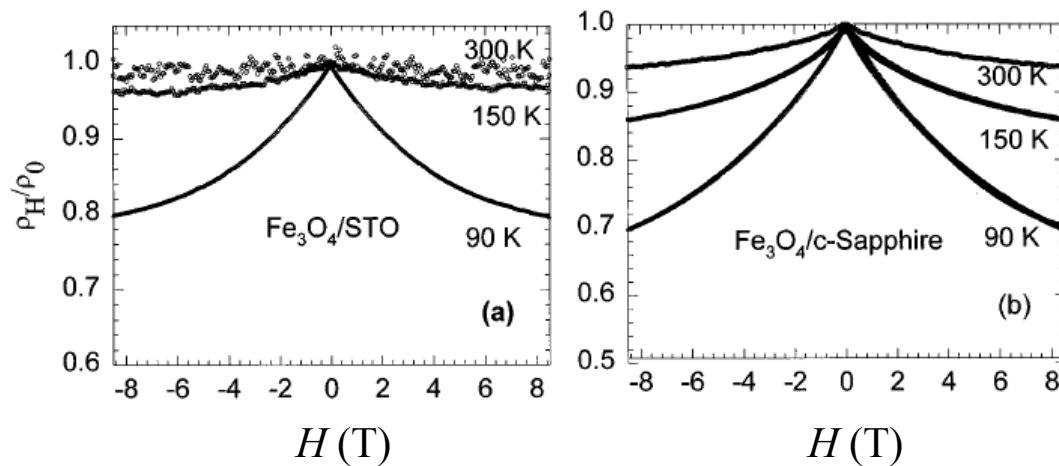 ρH/ρ0
1.0
0.9
0.8
0.7
0.6
300 K
150 K
90 K
Fe3O4/STO
(a)
-8 -6 -4 -2 0 2 4 6 8
H (T)
1.0
0.9
0.8
0.7
0.6
0.5
300 K
150 K
90 K
Fe3O4/c-Sapphire
(b)
-8 -6 -4 -2 0 2 4 6 8
H (T)